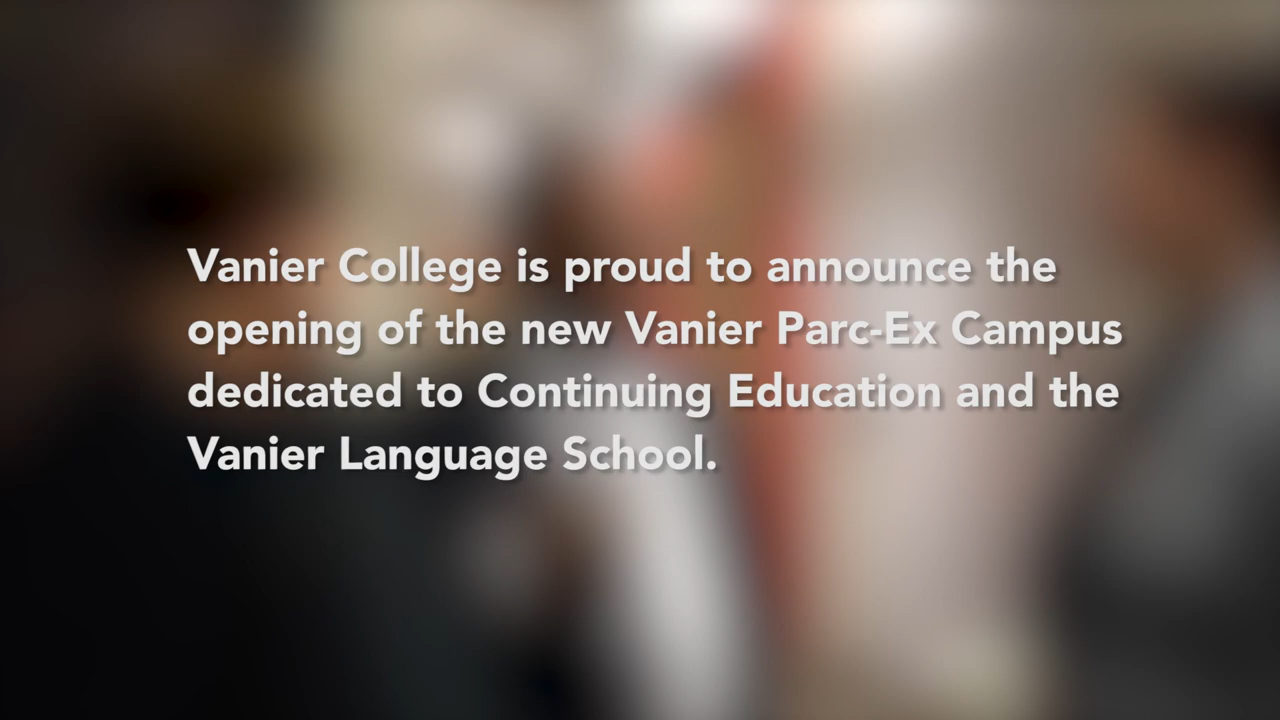 Vanier College is proud to announce the
opening of the new Vanier Parc-Ex Campus
dedicated to Continuing Education and the
Vanier Language School.